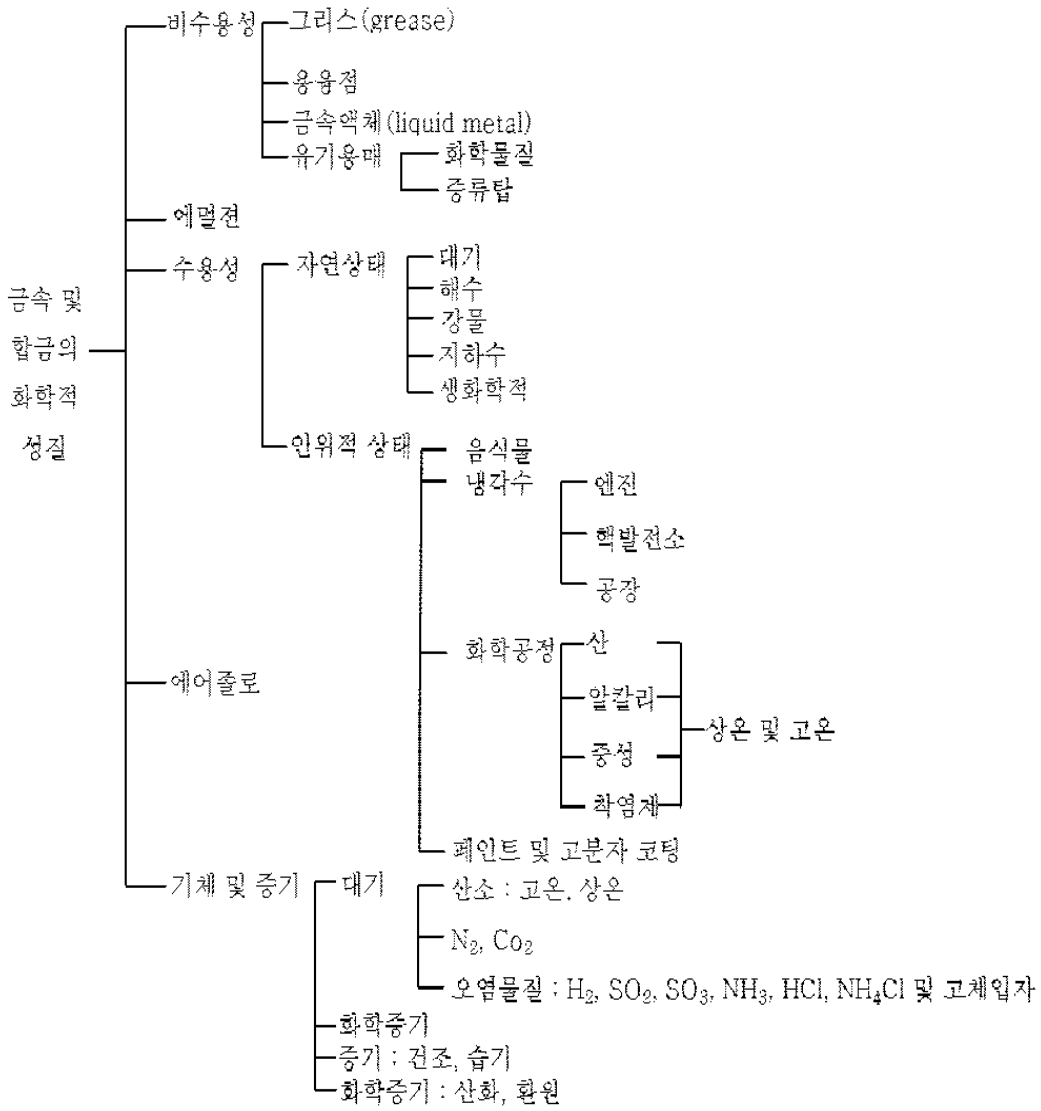 비수용성
그리스(grease)
용융점
금속액체(liquid metal)
유기용매
화학물질
증류탑
에멀젼
수용성
자연상태
대기
해수
강물
지하수
생화학적
금속 및
합금의
화학적
성질
인위적 상태
음식물
냉각수
엔진
핵발전소
공장
화학공정
산
알칼리
중성
착염제
상온 및 고온
페인트 및 고분자 코팅
에어졸로
기체 및 증기
대기
산소 : 고온, 상온
N₂, Co₂
오염물질 : H₂, SO₂, SO₃, NH₃, HCl, NH₄Cl 및 고체입자
화학증기
증기 : 건조, 습기
화학증기 : 산화, 환원